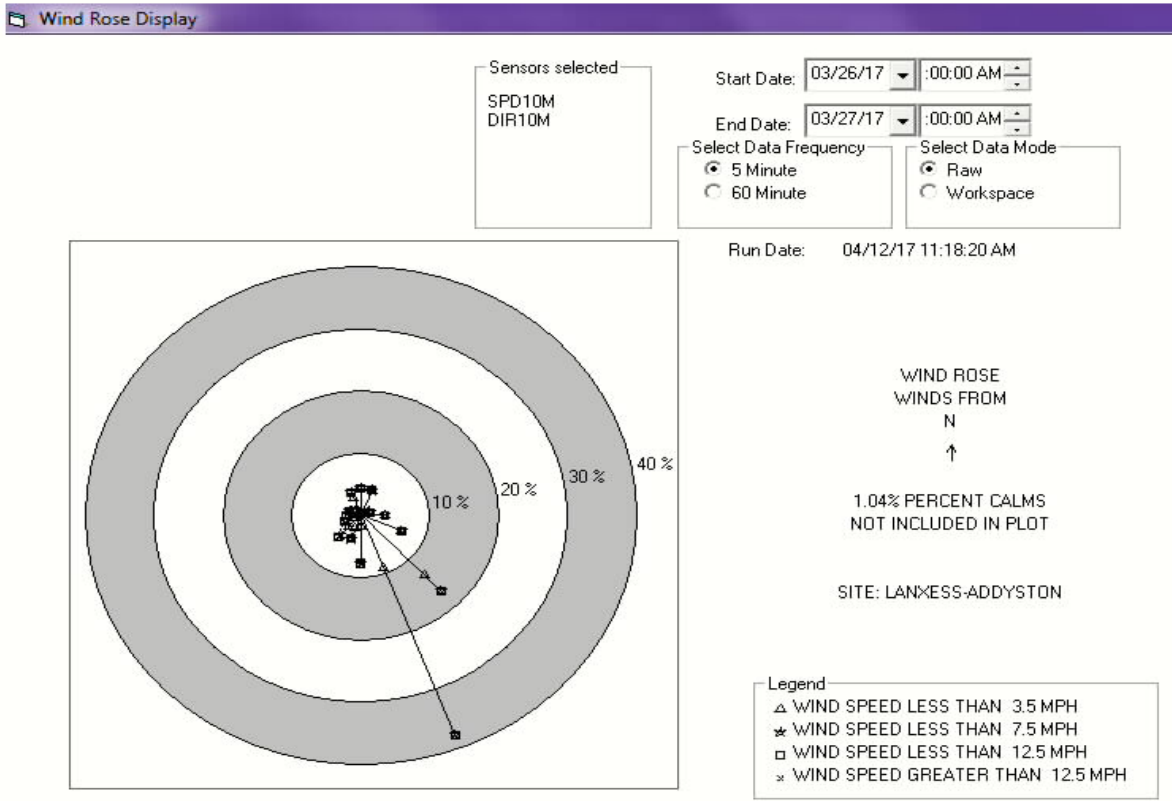 Wind Rose Display
Sensors selected
SPD10M
DIR10M
Start Date: 03/26/17 :00:00 AM
End Date: 03/27/17 :00:00 AM
Select Data Frequency
5 Minute
60 Minute
Select Data Mode
Raw
Workspace
Run Date: 04/12/17 11:18:20 AM
10 %
20 %
30 %
40 %
WIND ROSE
WINDS FROM
N
1.04% PERCENT CALMS
NOT INCLUDED IN PLOT
SITE: LANXESS-ADDYSTON
Legend
WIND SPEED LESS THAN 3.5 MPH
WIND SPEED LESS THAN 7.5 MPH
WIND SPEED LESS THAN 12.5 MPH
WIND SPEED GREATER THAN 12.5 MPH